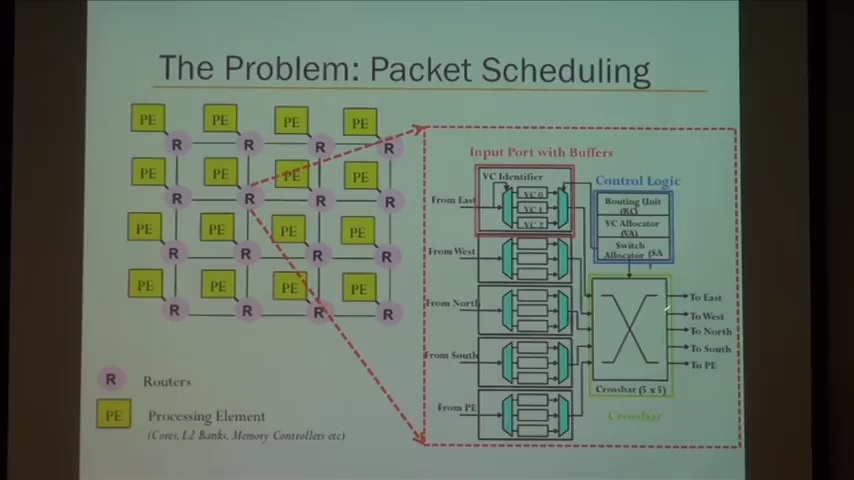 The Problem: Packet Scheduling
PE PE PE PE
R R R R
PE PE PE PE
R R R R
PE PE PE PE
R R R R
PE PE PE PE
R R R R
R Routers
PE Processing Element
(Cores, L2 Banks, Memory Controllers etc)
Input Port with Buffers
VC Identifier
From East
VC 0
VC 1
VC 2
From West
From North
From South
From PE
Control Logic
Routing Unit
(RC)
VC Allocator
(VA)
Switch
Allocator (SA
)
To East
To West
To North
To South
To PE
Crossbar (5 x 5)
Crossbar